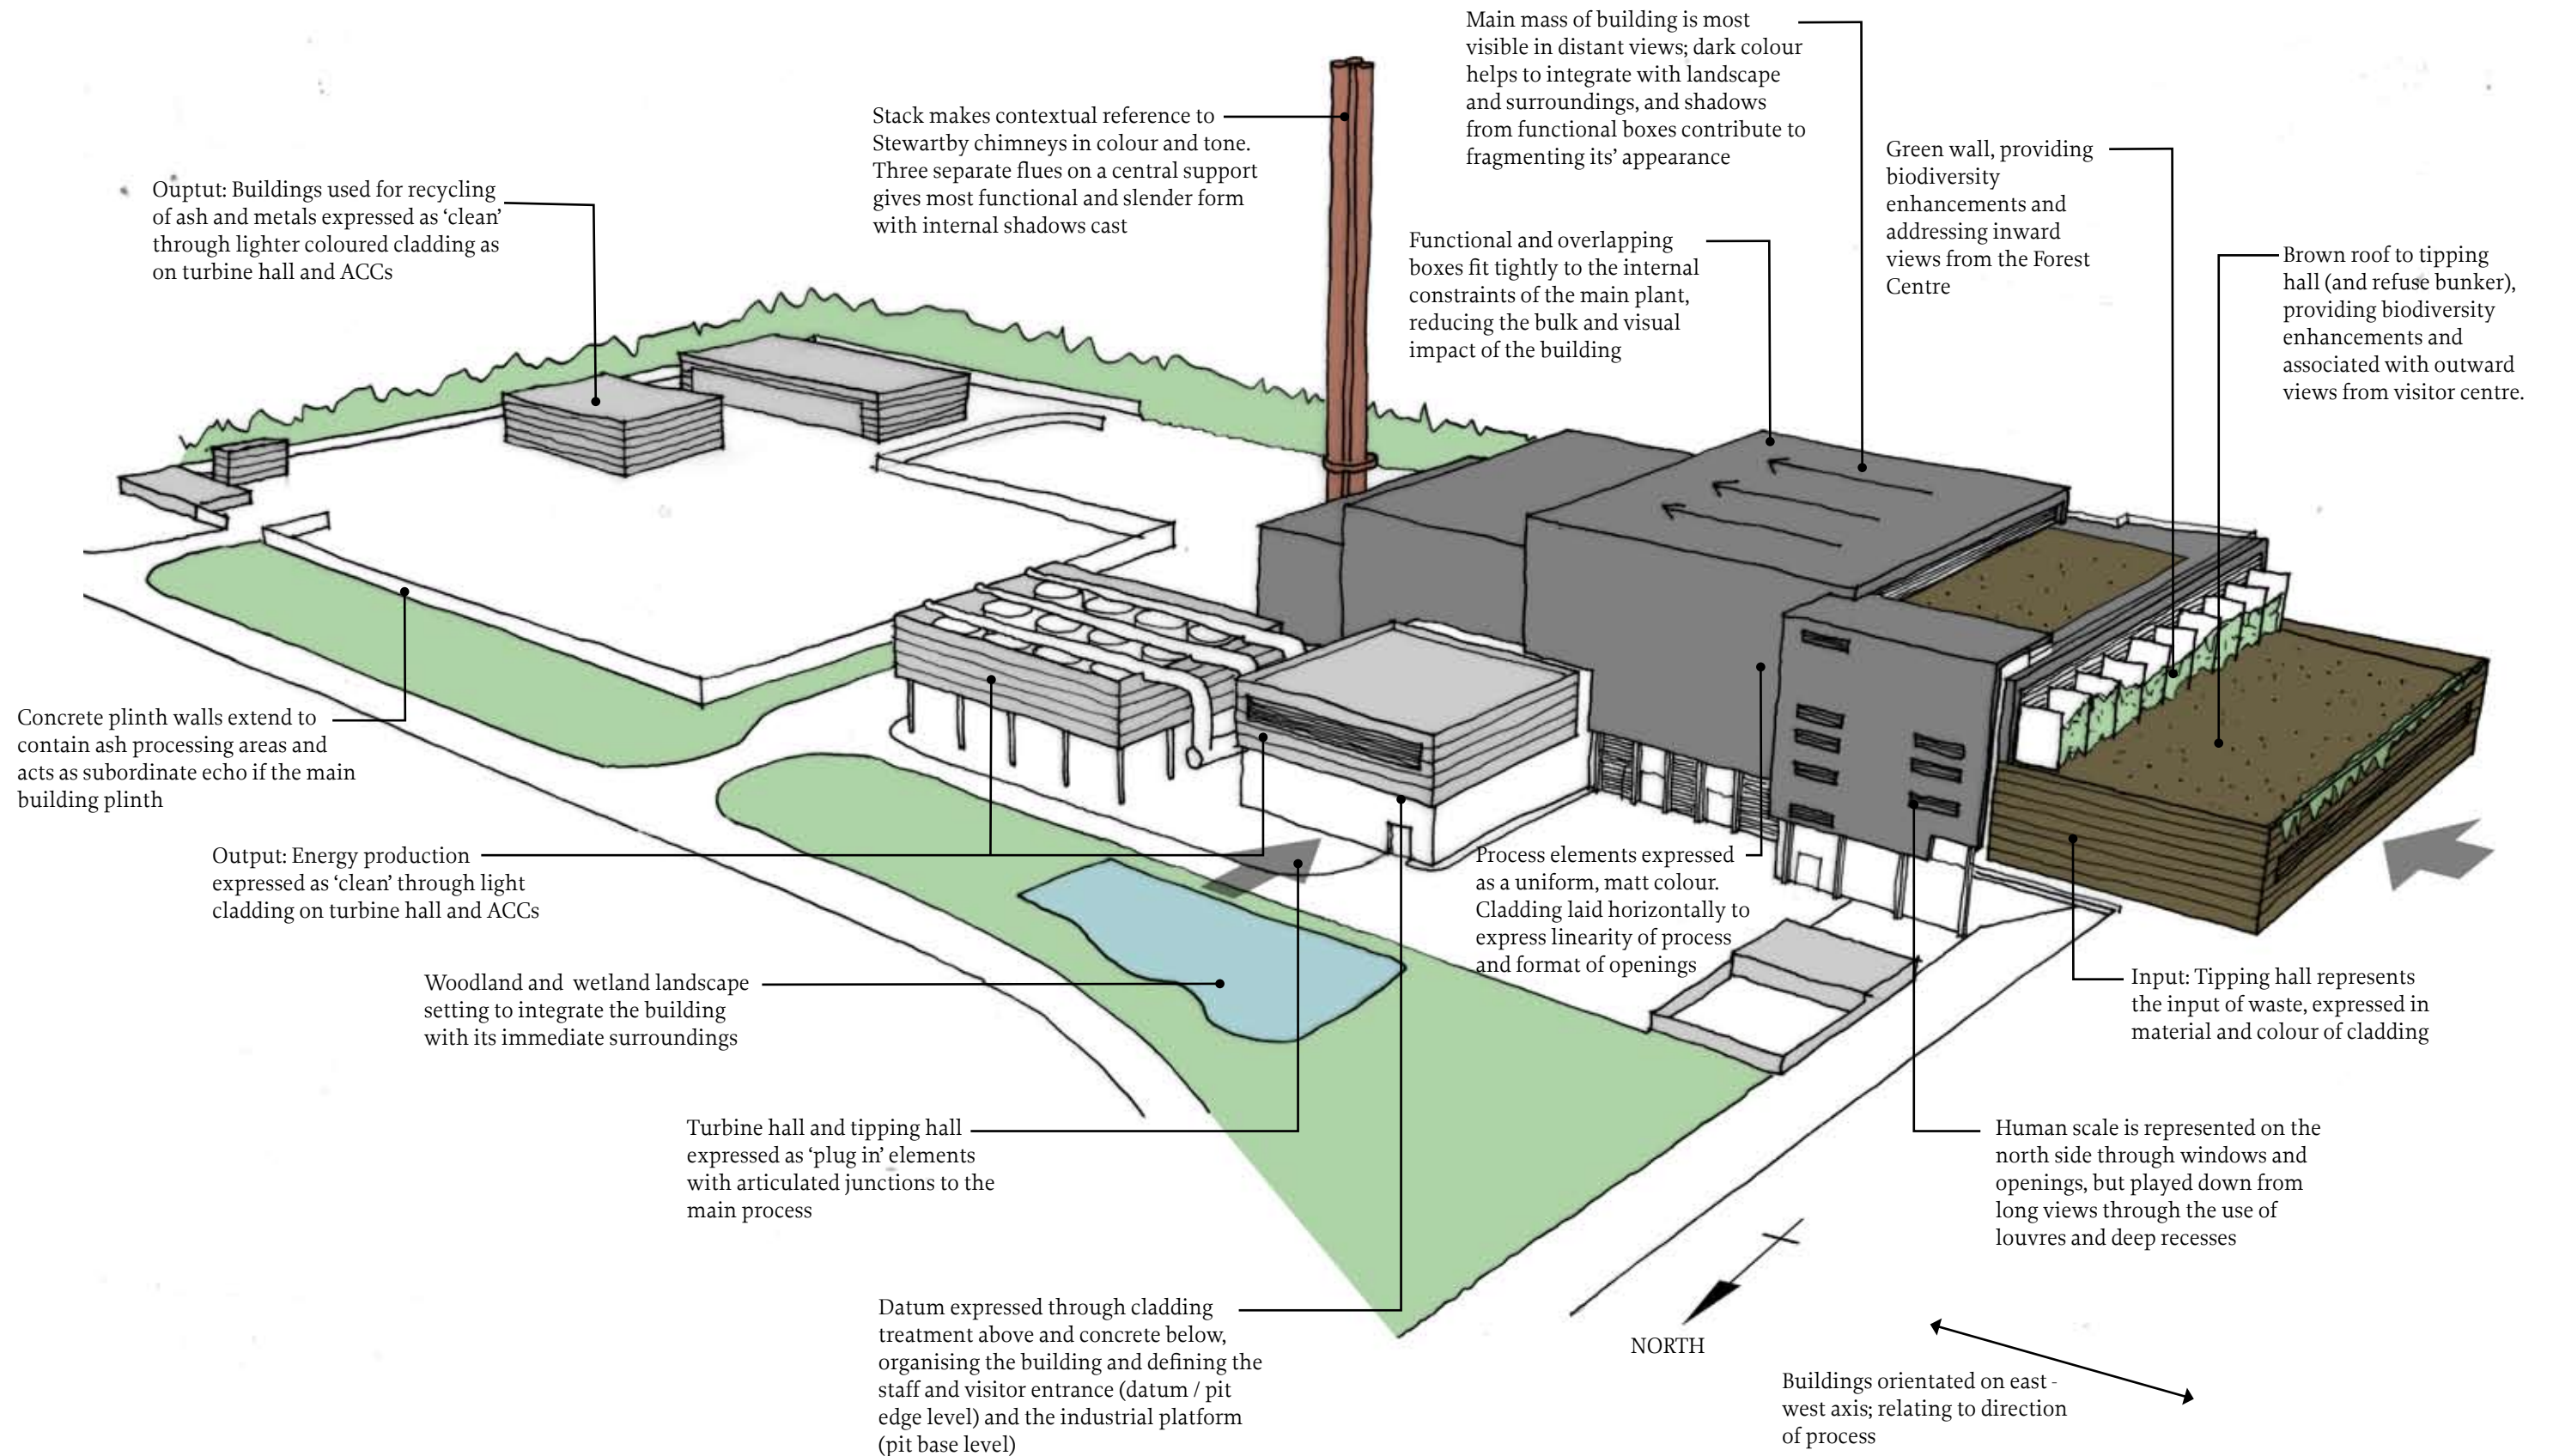 Main mass of building is most
visible in distant views; dark colour
helps to integrate with landscape
and surroundings, and shadows
from functional boxes contribute to
fragmenting its’ appearance
Stack makes contextual reference to
Stewartby chimneys in colour and tone.
Three separate flues on a central support
gives most functional and slender form
with internal shadows cast
Green wall, providing
biodiversity
enhancements and
addressing inward
views from the Forest
Centre
Ouptut: Buildings used for recycling
of ash and metals expressed as ‘clean’
through lighter coloured cladding as
on turbine hall and ACCs
Functional and overlapping
boxes fit tightly to the internal
constraints of the main plant,
reducing the bulk and visual
impact of the building
Brown roof to tipping
hall (and refuse bunker),
providing biodiversity
enhancements and
associated with outward
views from visitor centre.
Concrete plinth walls extend to
contain ash processing areas and
acts as subordinate echo if the main
building plinth
Output: Energy production
expressed as ‘clean’ through light
cladding on turbine hall and ACCs
Process elements expressed
as a uniform, matt colour.
Cladding laid horizontally to
express linearity of process
and format of openings
Woodland and wetland landscape
setting to integrate the building
with its immediate surroundings
Input: Tipping hall represents
the input of waste, expressed in
material and colour of cladding
Turbine hall and tipping hall
expressed as ‘plug in’ elements
with articulated junctions to the
main process
Human scale is represented on the
north side through windows and
openings, but played down from
long views through the use of
louvres and deep recesses
Datum expressed through cladding
treatment above and concrete below,
organising the building and defining the
staff and visitor entrance (datum / pit
edge level) and the industrial platform
(pit base level)
NORTH
Buildings orientated on east -
west axis; relating to direction
of process